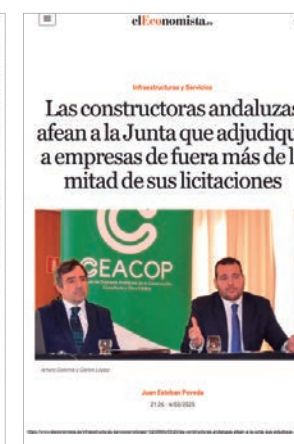 elEconomista.es
Infraestructuras y Servicios
Las constructoras andaluzas
afean a la Junta que adjudiqu
a empresas de fuera más de l
mitad de sus licitaciones
CEACOP
Juan Esteban Poveda